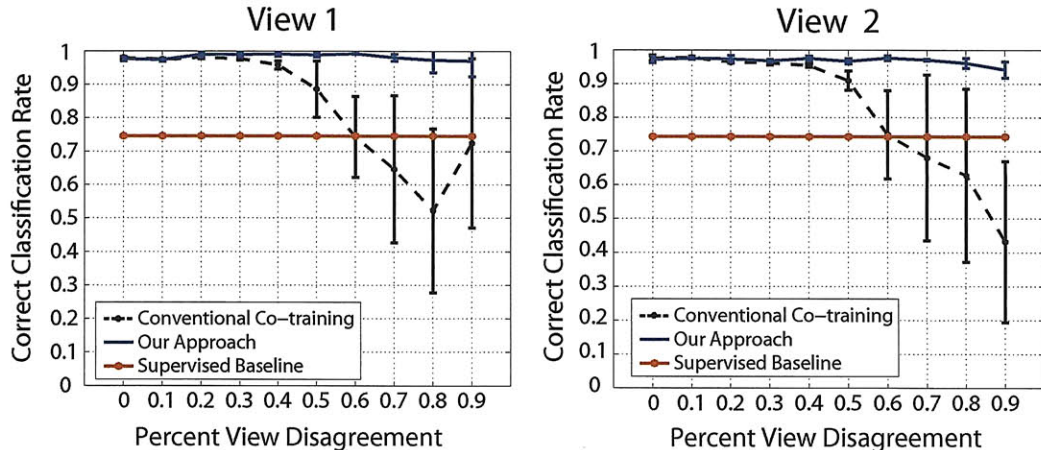 View 1
Correct Classification Rate
1
0.9
0.8
0.7
0.6
0.5
0.4
0.3
0.2
0.1
0
Conventional Co-training
Our Approach
Supervised Baseline
0 0.1 0.2 0.3 0.4 0.5 0.6 0.7 0.8 0.9
Percent View Disagreement
View 2
Correct Classification Rate
1
0.9
0.8
0.7
0.6
0.5
0.4
0.3
0.2
0.1
0
Conventional Co-training
Our Approach
Supervised Baseline
0 0.1 0.2 0.3 0.4 0.5 0.6 0.7 0.8 0.9
Percent View Disagreement